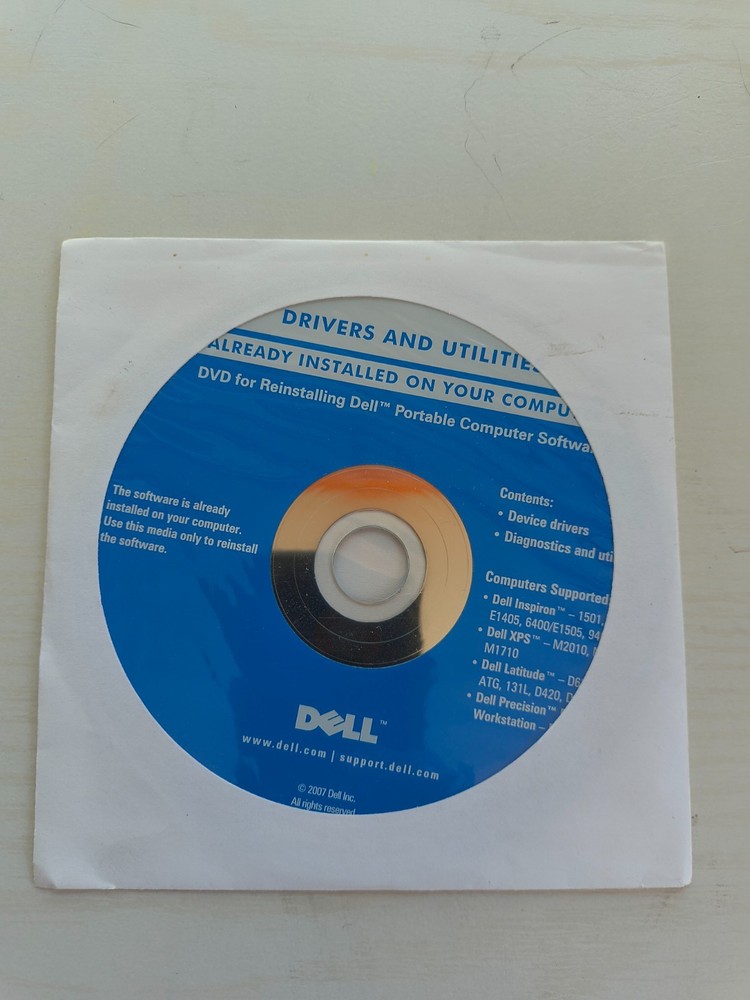 DRIVERS AND UTILITIE
ALREADY INSTALLED ON YOUR COMPU
DVD for Reinstalling Dell™ Portable Computer Softwa
The software is already
installed on your computer.
Use this media only to reinstall
the software.
Contents:
• Device drivers
• Diagnostics and uti
Computers Supported
• Dell Inspiron™ – 1501,
E1405, 6400/E1505, 94
• Dell XPS™ – M2010,
M1710
• Dell Latitude™ – D6
ATG, 131L, D420,
• Dell Precision™
Workstation –
DELL™
www.dell.com | support.dell.com
© 2007 Dell Inc.
All rights reserved